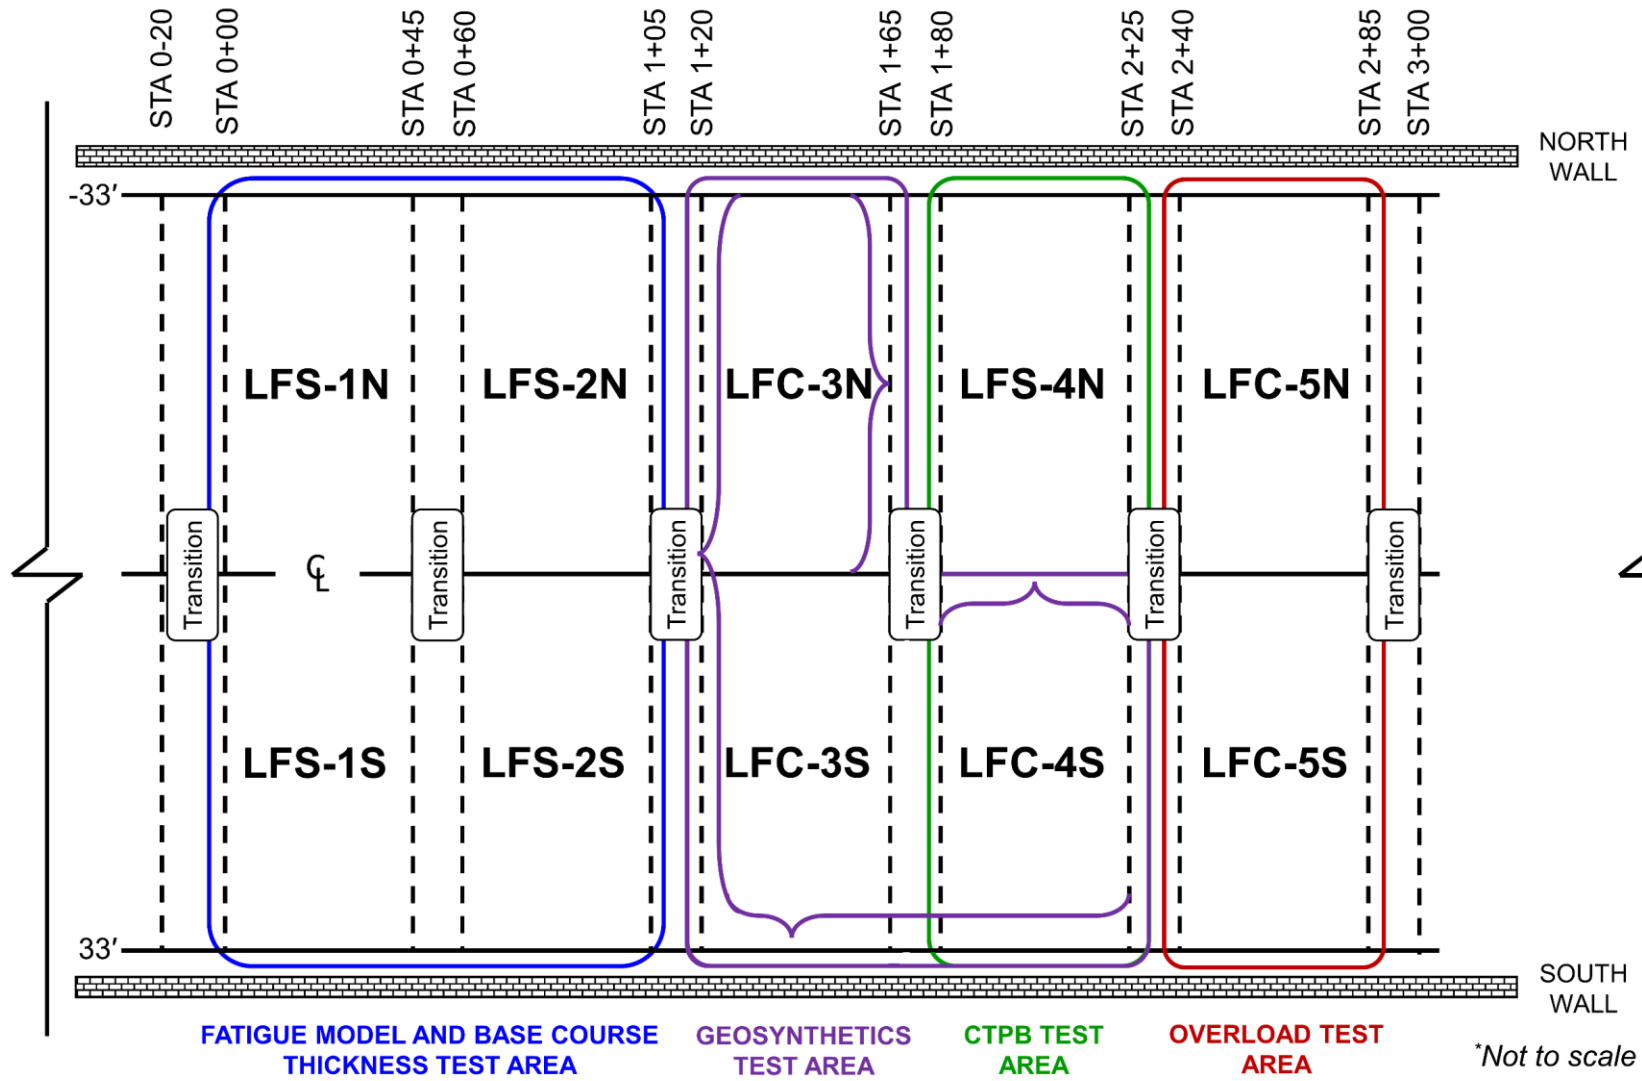 STA 0-20
STA 0+00
STA 0+45
STA 0+60
STA 1+05
STA 1+20
STA 1+65
STA 1+80
STA 2+25
STA 2+40
STA 2+85
STA 3+00
NORTH
WALL
-33′
LFS-1N
LFS-2N
LFC-3N
LFS-4N
LFC-5N
Transition
℄
Transition
Transition
Transition
Transition
Transition
LFS-1S
LFS-2S
LFC-3S
LFC-4S
LFC-5S
33′
SOUTH
WALL
FATIGUE MODEL AND BASE COURSE
THICKNESS TEST AREA
GEOSYNTHETICS
TEST AREA
CTPB TEST
AREA
OVERLOAD TEST
AREA
*Not to scale